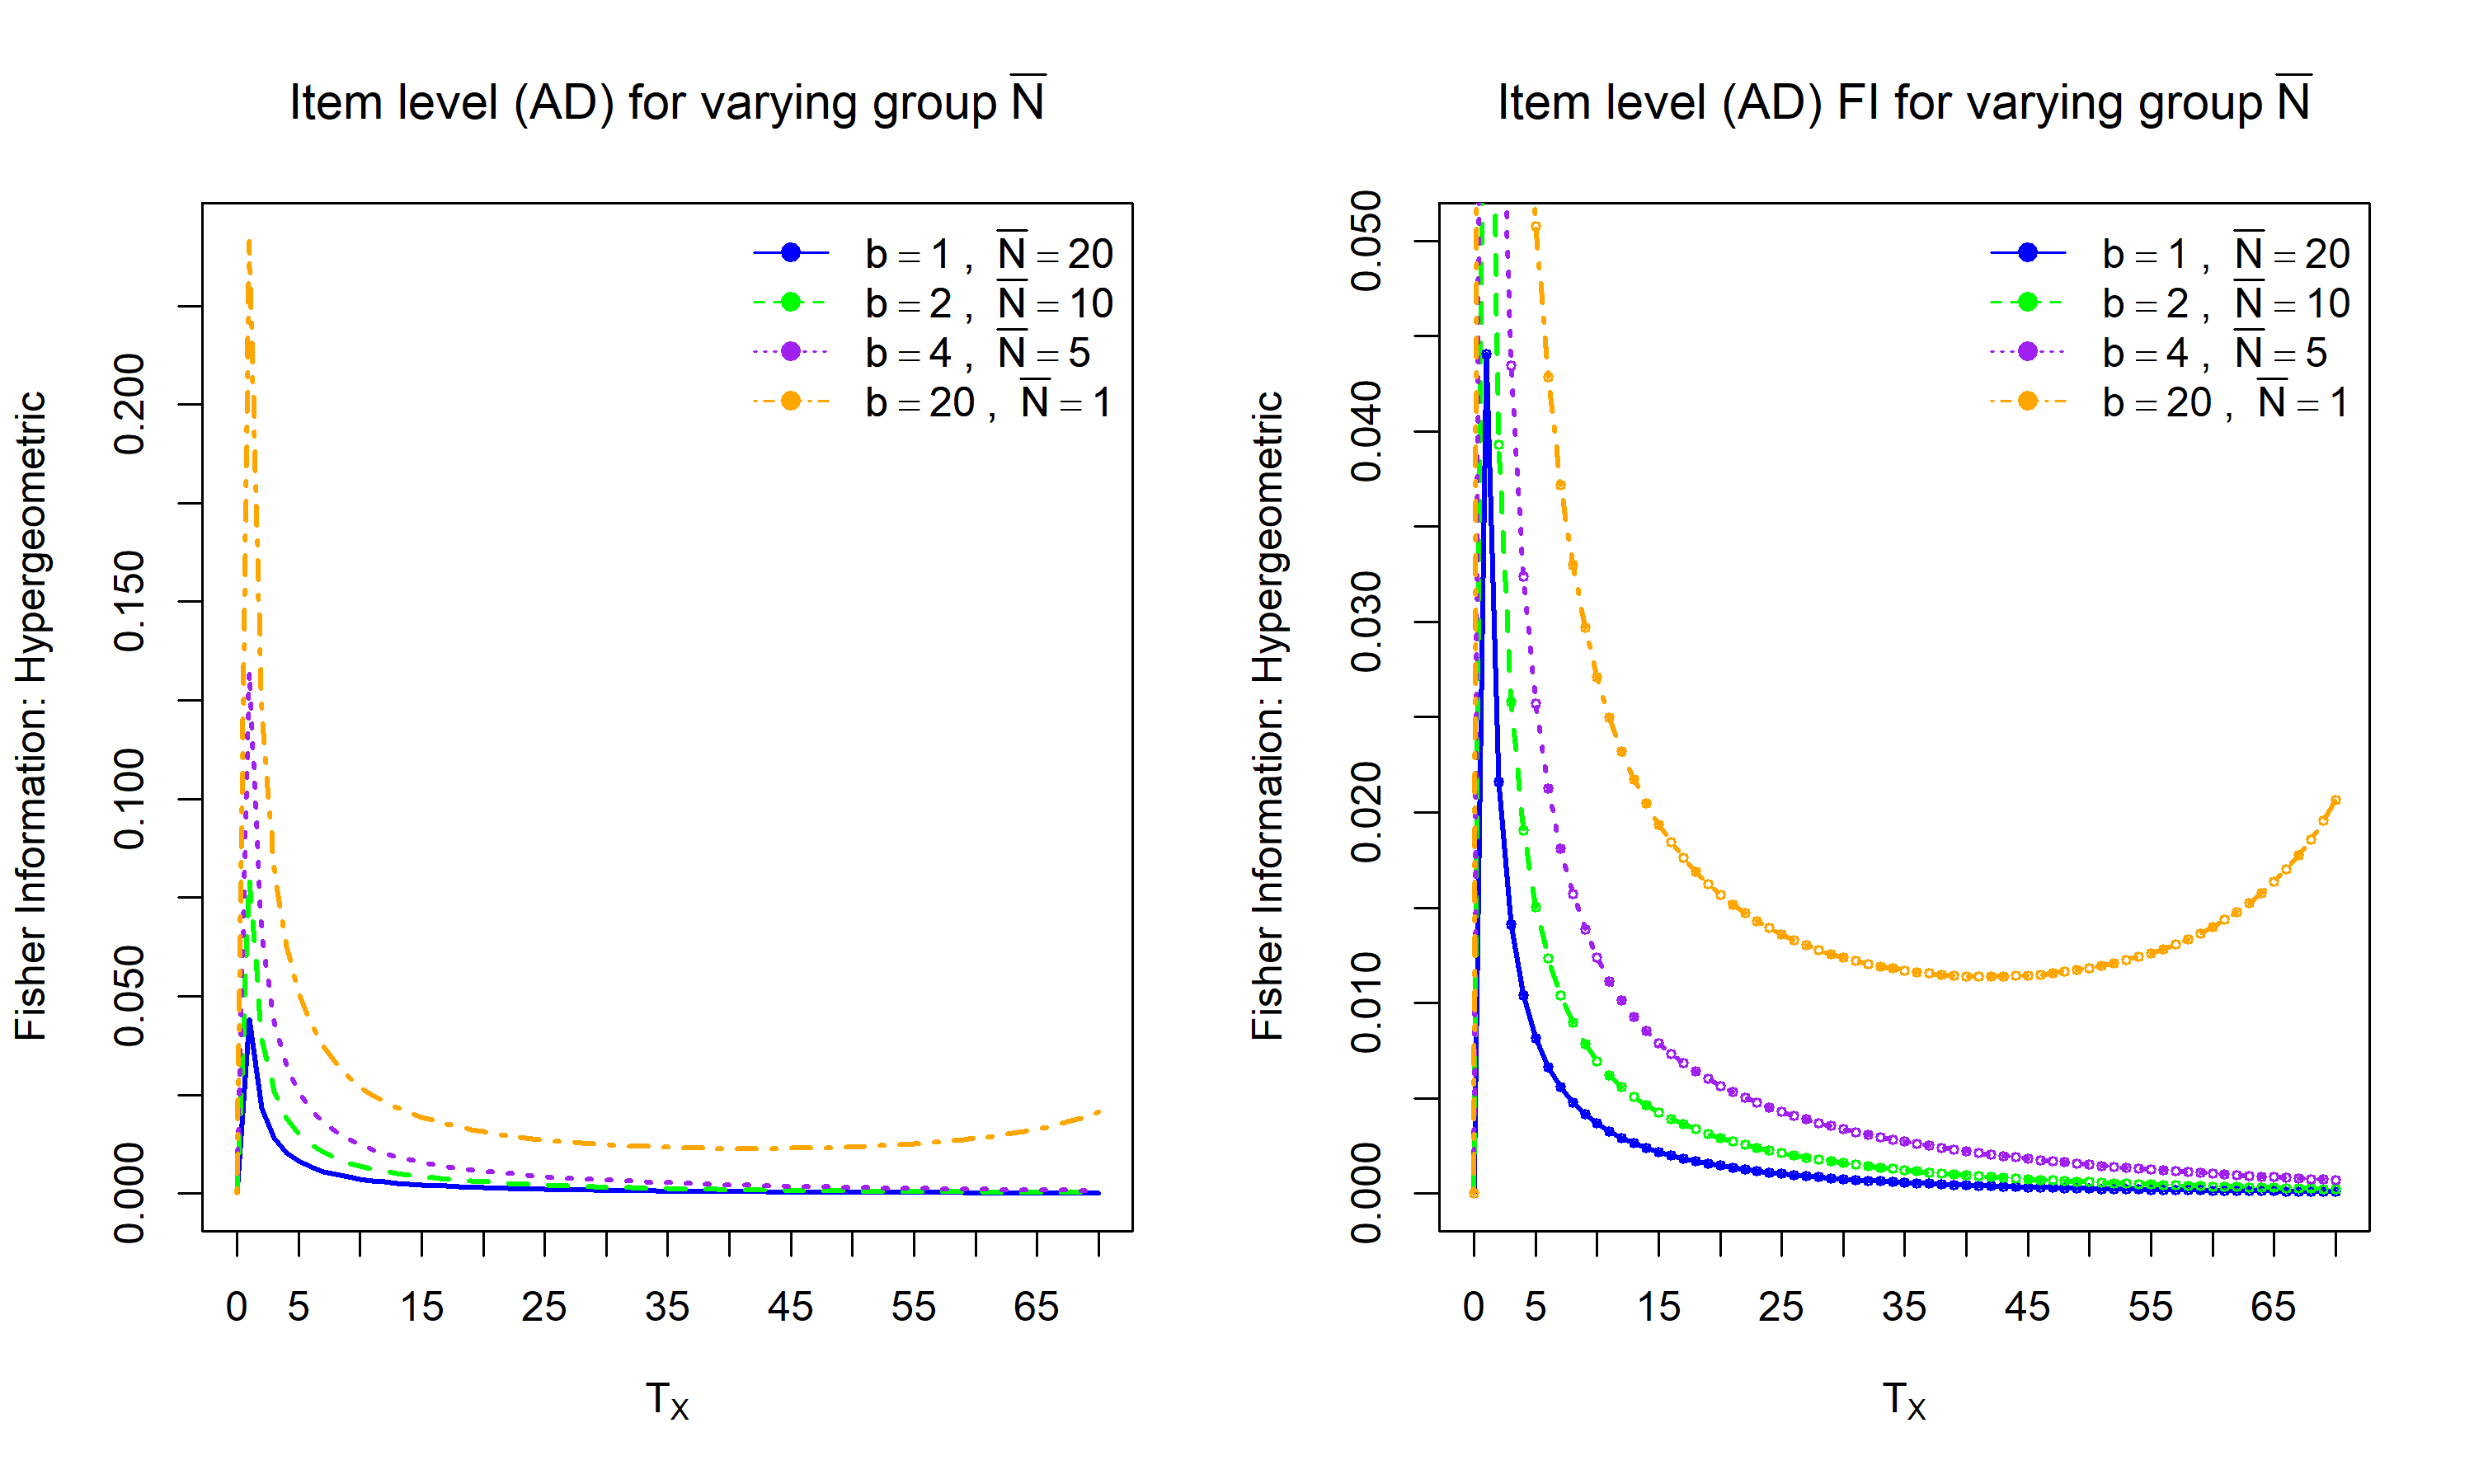 Item level (AD) for varying group N̅
Fisher Information: Hypergeometric
0.000 0.050 0.100 0.150 0.200
b = 1 , N̅ = 20
b = 2 , N̅ = 10
b = 4 , N̅ = 5
b = 20 , N̅ = 1
0 5 15 25 35 45 55 65
T_X
Item level (AD) FI for varying group N̅
Fisher Information: Hypergeometric
0.000 0.010 0.020 0.030 0.040 0.050
b = 1 , N̅ = 20
b = 2 , N̅ = 10
b = 4 , N̅ = 5
b = 20 , N̅ = 1
0 5 15 25 35 45 55 65
T_X